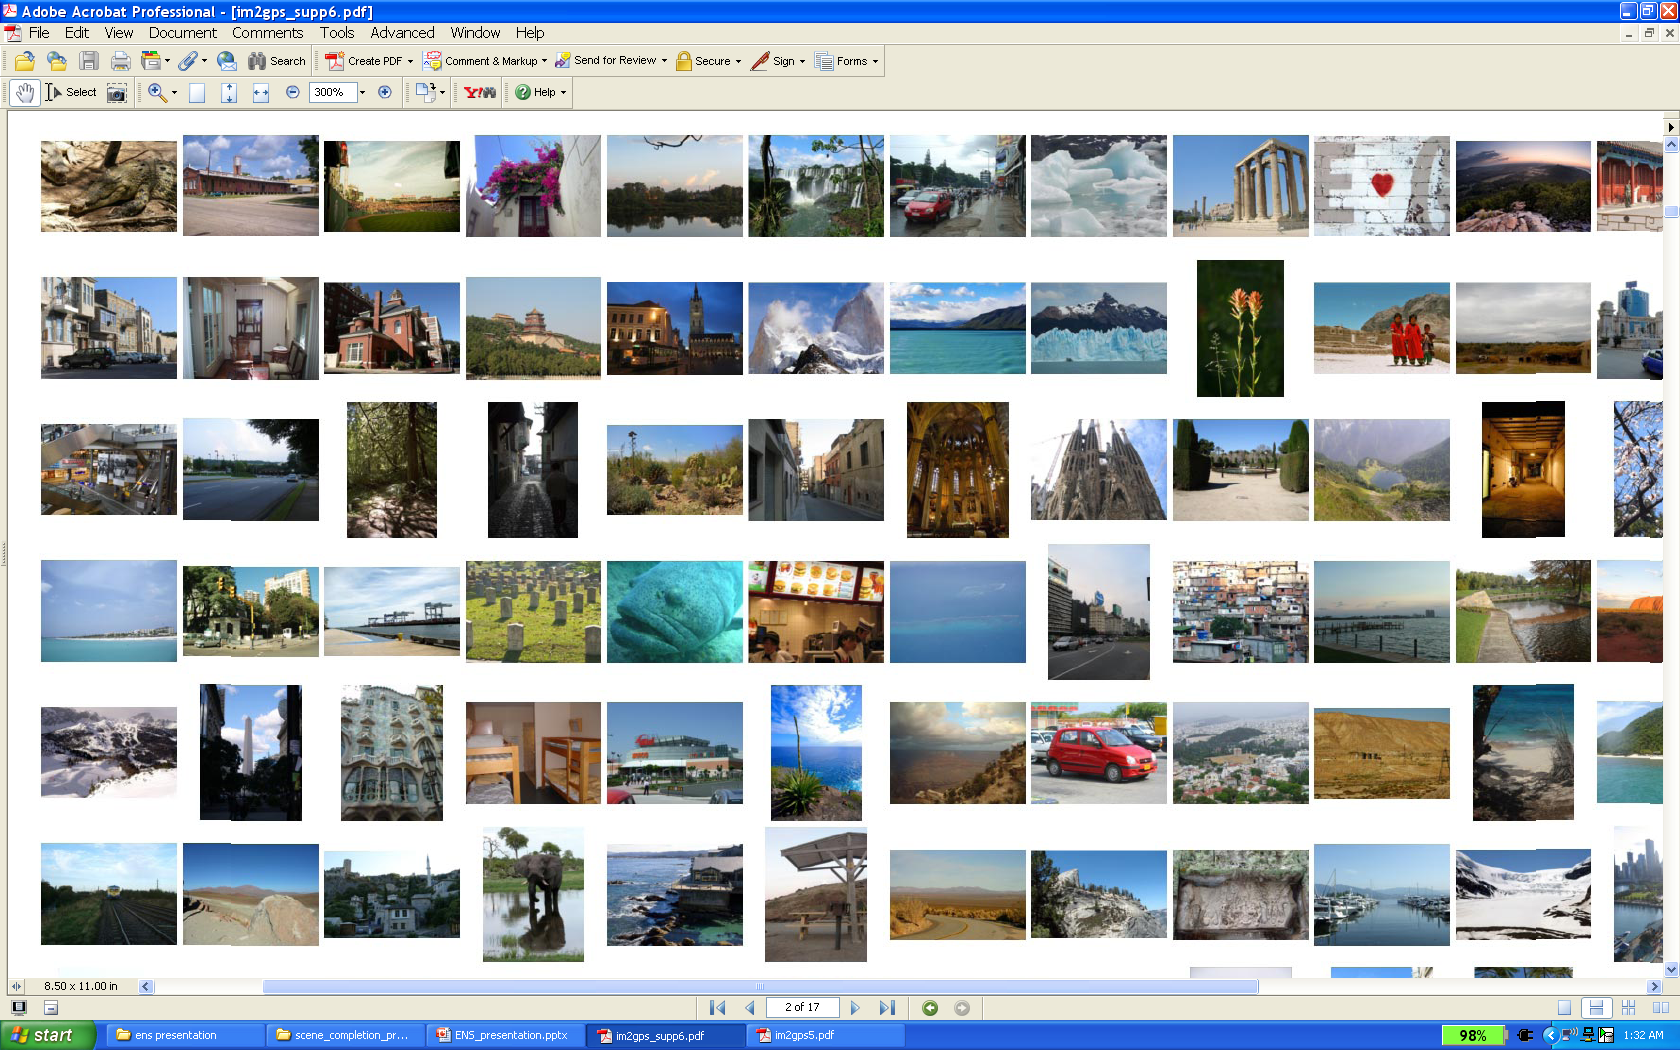 Adobe Acrobat Professional - [im2gps_supp6.pdf]
File Edit View Document Comments Tools Advanced Window Help
Search Create PDF Comment & Markup Send for Review Secure Sign Forms
Select 300% Y! Help
8.50 x 11.00 in
2 of 17
start ens presentation scene_completion_pr... ENS_presentation.pptx im2gps_supp6.pdf im2gps5.pdf 98% 1:32 AM